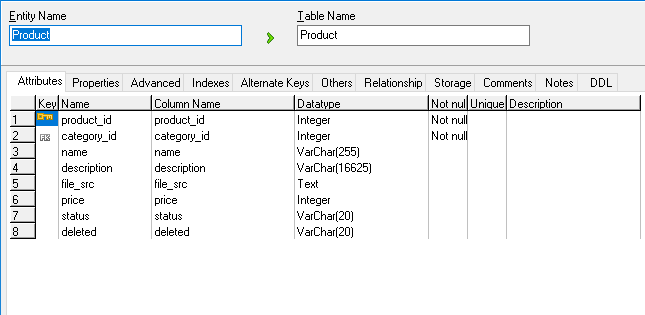 Entity Name Table Name
Product Product
Attributes Properties Advanced Indexes Alternate Keys Others Relationship Storage Comments Notes DDL
Key Name Column Name Datatype Not nul Unique Description
1 product_id product_id Integer Not null
2 FK category_id category_id Integer Not null
3 name name VarChar(255)
4 description description VarChar(16625)
5 file_src file_src Text
6 price price Integer
7 status status VarChar(20)
8 deleted deleted VarChar(20)